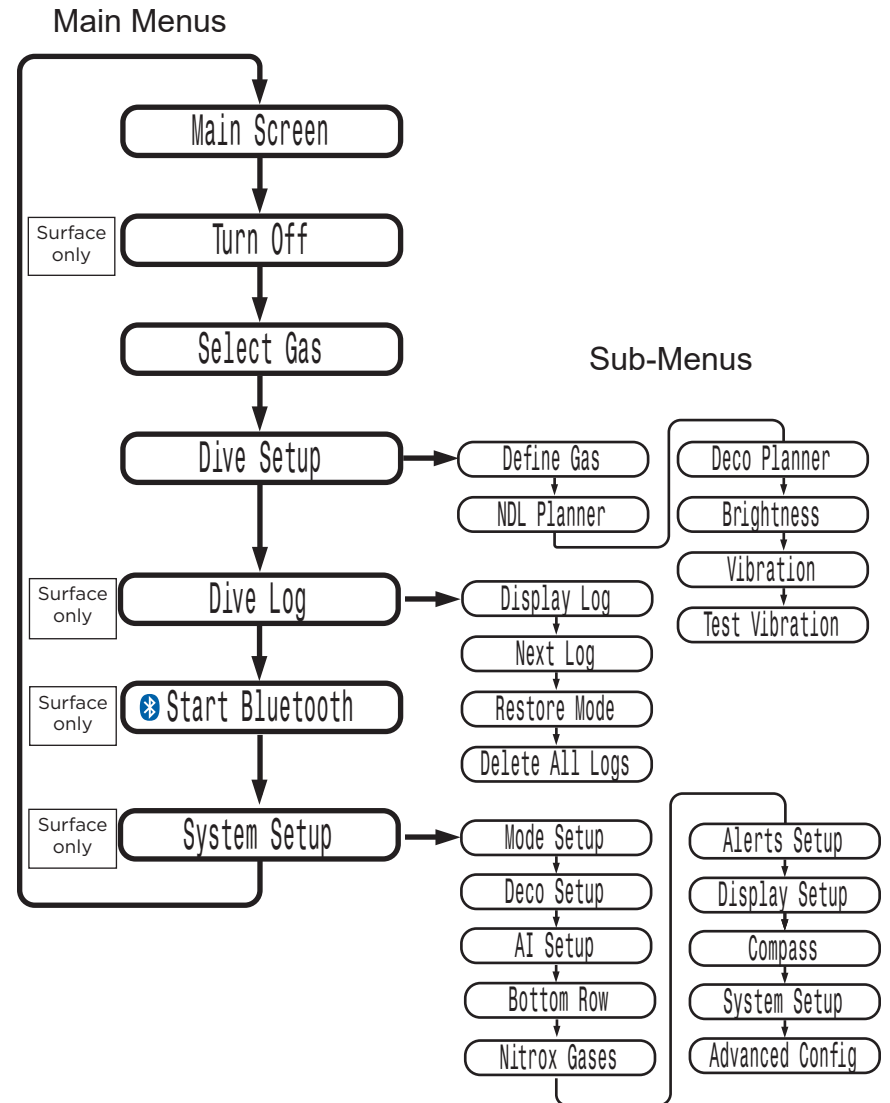 Main Menus
Main Screen
Surface
only
Turn Off
Select Gas
Sub-Menus
Dive Setup
Define Gas
NDL Planner
Deco Planner
Brightness
Vibration
Test Vibration
Surface
only
Dive Log
Display Log
Next Log
Restore Mode
Delete All Logs
Surface
only
Start Bluetooth
Surface
only
System Setup
Mode Setup
Deco Setup
AI Setup
Bottom Row
Nitrox Gases
Alerts Setup
Display Setup
Compass
System Setup
Advanced Config